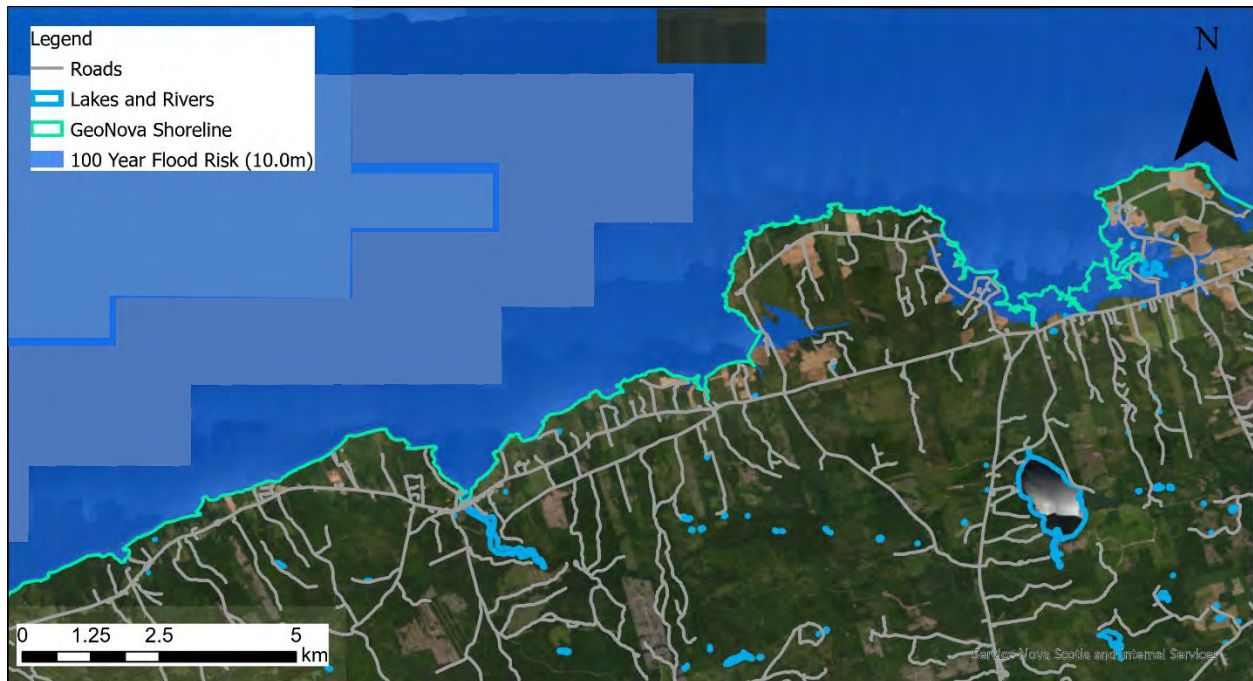 Legend
Roads
Lakes and Rivers
GeoNova Shoreline
100 Year Flood Risk (10.0m)
N
0 1.25 2.5 5
km
Service Nova Scotia and Internal Services